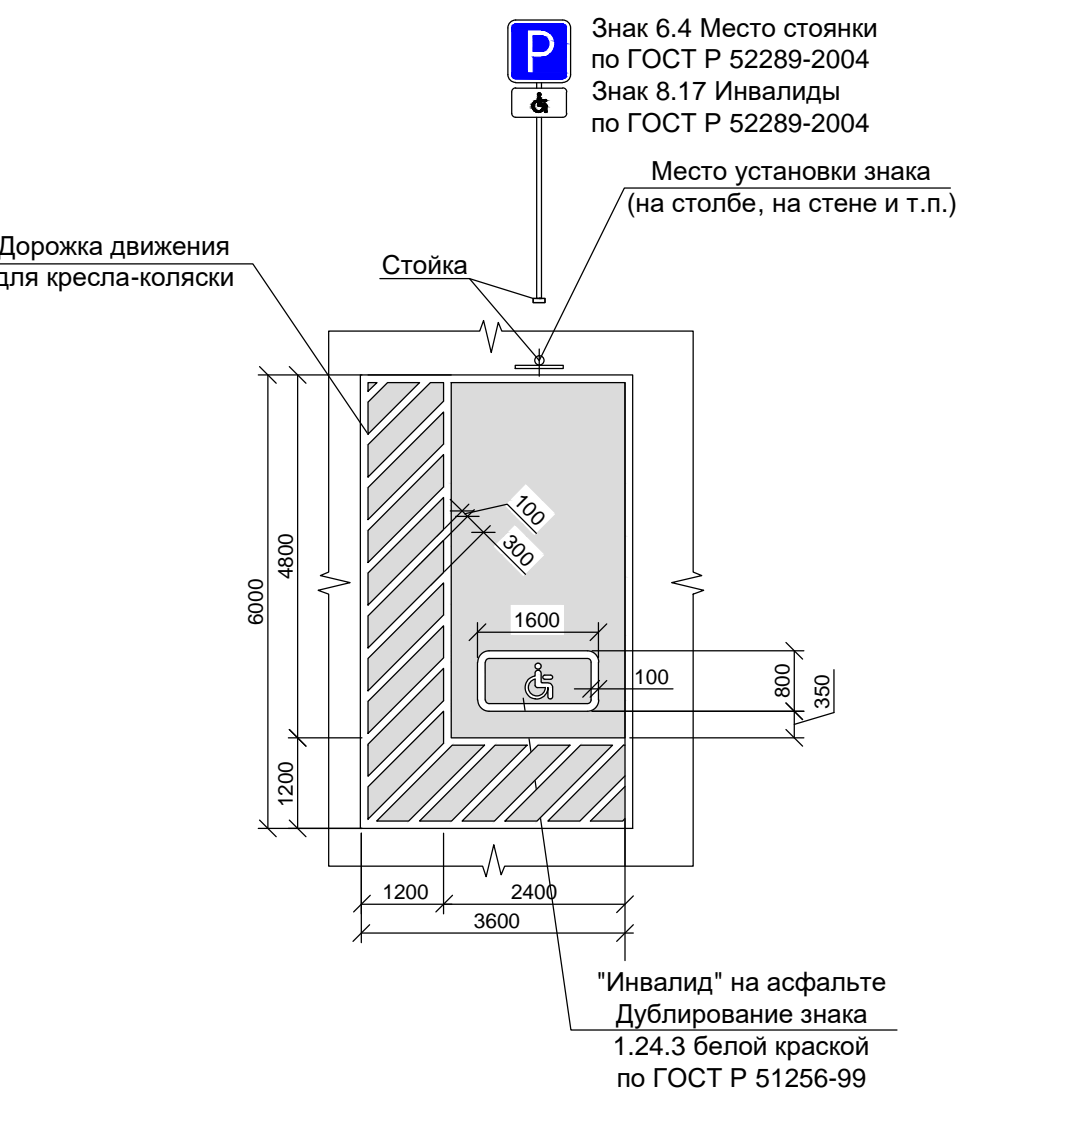 P
Знак 6.4 Место стоянки
по ГОСТ Р 52289-2004
Знак 8.17 Инвалиды
по ГОСТ Р 52289-2004
Место установки знака
(на столбе, на стене и т.п.)
Дорожка движения
для кресла-коляски
Стойка
100
300
4800
6000
1600
100
800
350
1200
1200
2400
3600
"Инвалид" на асфальте
Дублирование знака
1.24.3 белой краской
по ГОСТ Р 51256-99